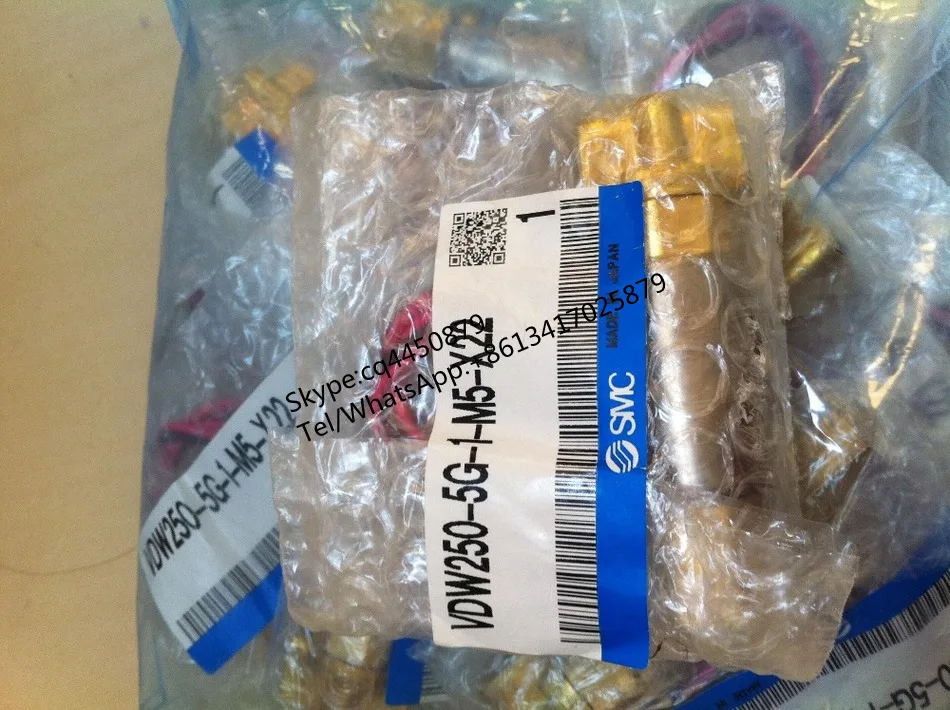 1
VDW250-5G-1-M5-X22
MADE IN JAPAN
SMC
Skype:cq4450879
Tel/WhatsApp:+8613417025879
VDW250-5G-1-M5-X22